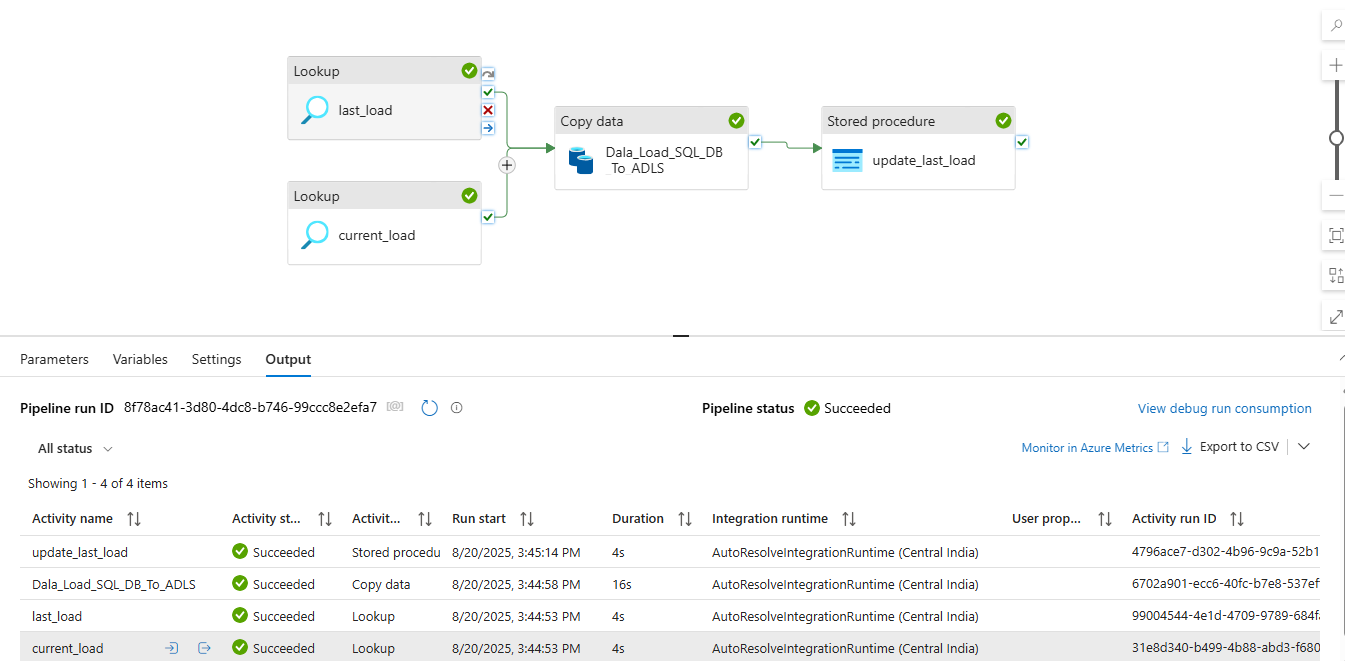 Lookup
last_load
Lookup
current_load
Copy data
Dala_Load_SQL_DB
_To_ADLS
Stored procedure
update_last_load
Parameters Variables Settings Output
Pipeline run ID 8f78ac41-3d80-4dc8-b746-99ccc8e2efa7 Pipeline status Succeeded View debug run consumption
All status Monitor in Azure Metrics Export to CSV
Showing 1 - 4 of 4 items
Activity name Activity st... Activit... Run start Duration Integration runtime User prop... Activity run ID
update_last_load Succeeded Stored procedu 8/20/2025, 3:45:14 PM 4s AutoResolveIntegrationRuntime (Central India) 4796ace7-d302-4b96-9c9a-52b1
Dala_Load_SQL_DB_To_ADLS Succeeded Copy data 8/20/2025, 3:44:58 PM 16s AutoResolveIntegrationRuntime (Central India) 6702a901-ecc6-40fc-b7e8-537ef
last_load Succeeded Lookup 8/20/2025, 3:44:53 PM 4s AutoResolveIntegrationRuntime (Central India) 99004544-4e1d-4709-9789-684f
current_load Succeeded Lookup 8/20/2025, 3:44:53 PM 4s AutoResolveIntegrationRuntime (Central India) 31e8d340-b499-4b88-abd3-f680